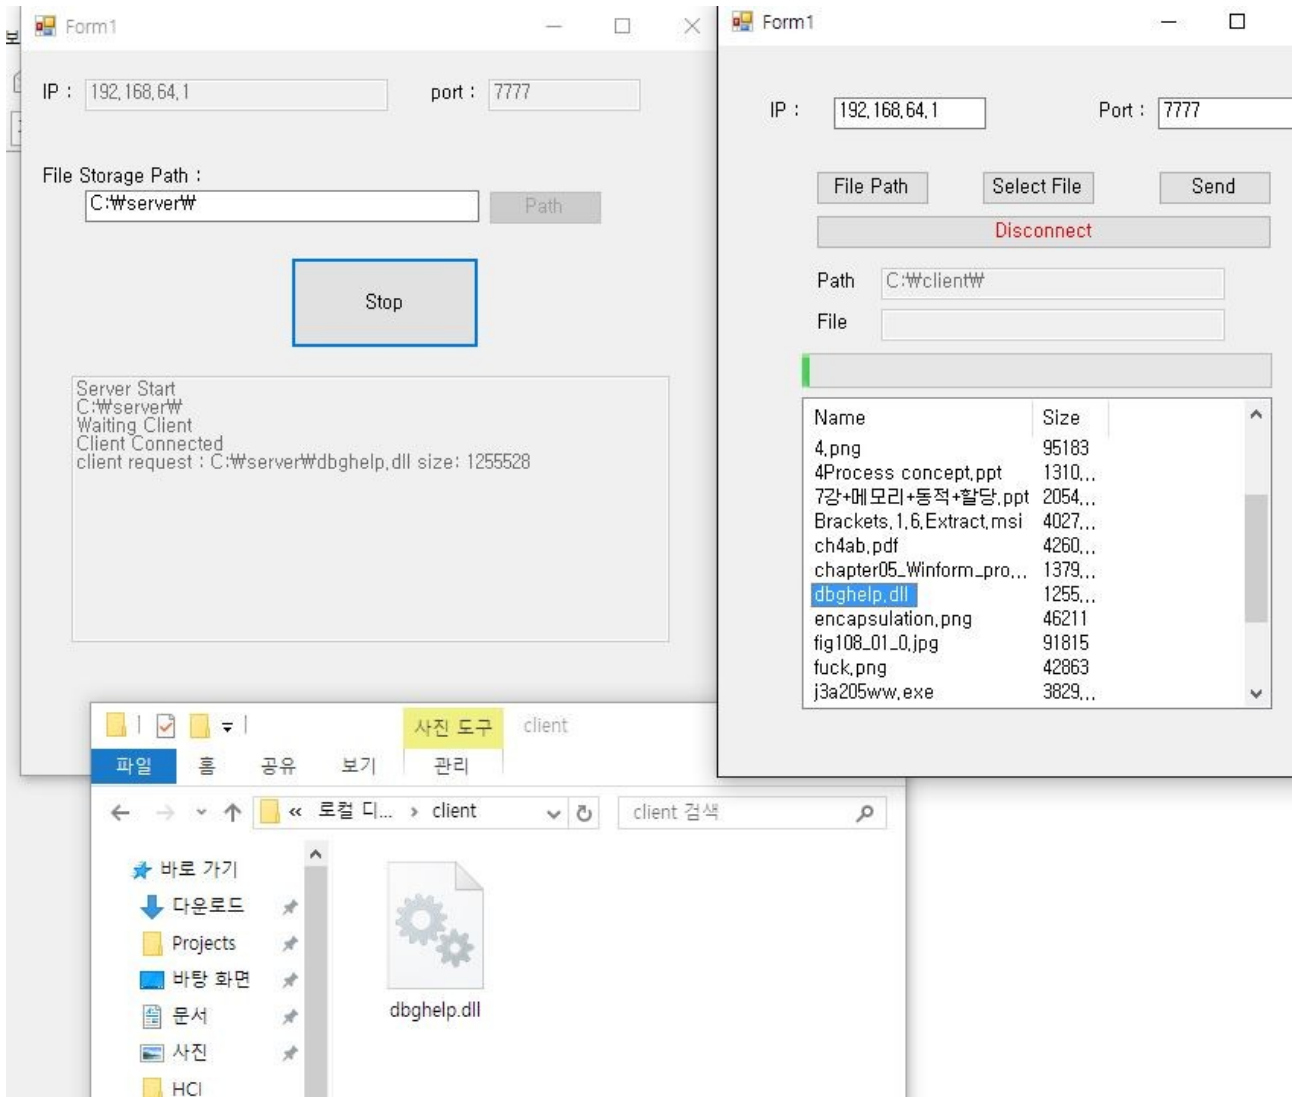 보
Form1
IP : 192,168,64,1 port : 7777
File Storage Path :
C:₩server₩ Path
Stop
Server Start
C:₩server₩
Waiting Client
Client Connected
client request : C:₩server₩dbghelp,dll size: 1255528
Form1
IP : 192,168,64,1 Port : 7777
File Path Select File Send
Disconnect
Path C:₩client₩
File
Name Size
4,png 95183
4Process concept,ppt 1310,,,
7강+메모리+동적+할당,ppt 2054,,,
Brackets,1,6,Extract,msi 4027,,,
ch4ab,pdf 4260,,,
chapter05_Winform_pro,,, 1379,,,
dbghelp,dll 1255,,,
encapsulation,png 46211
fig108_01_0,jpg 91815
fuck,png 42863
j3a205ww,exe 3829,,,
사진 도구 client
파일 홈 공유 보기 관리
« 로컬 디... › client client 검색
바로 가기
다운로드
Projects
바탕 화면
문서
사진
HCI
dbghelp.dll